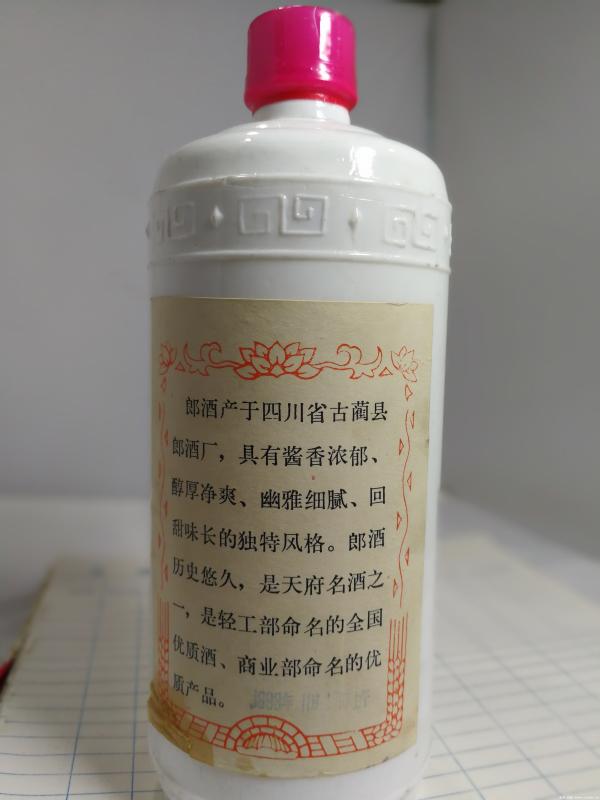 郎酒产于四川省古蔺县
郎酒厂，具有酱香浓郁、
醇厚净爽、幽雅细腻、回
甜味长的独特风格。郎酒
历史悠久，是天府名酒之
一，是轻工部命名的全国
优质酒、商业部命名的优
质产品。